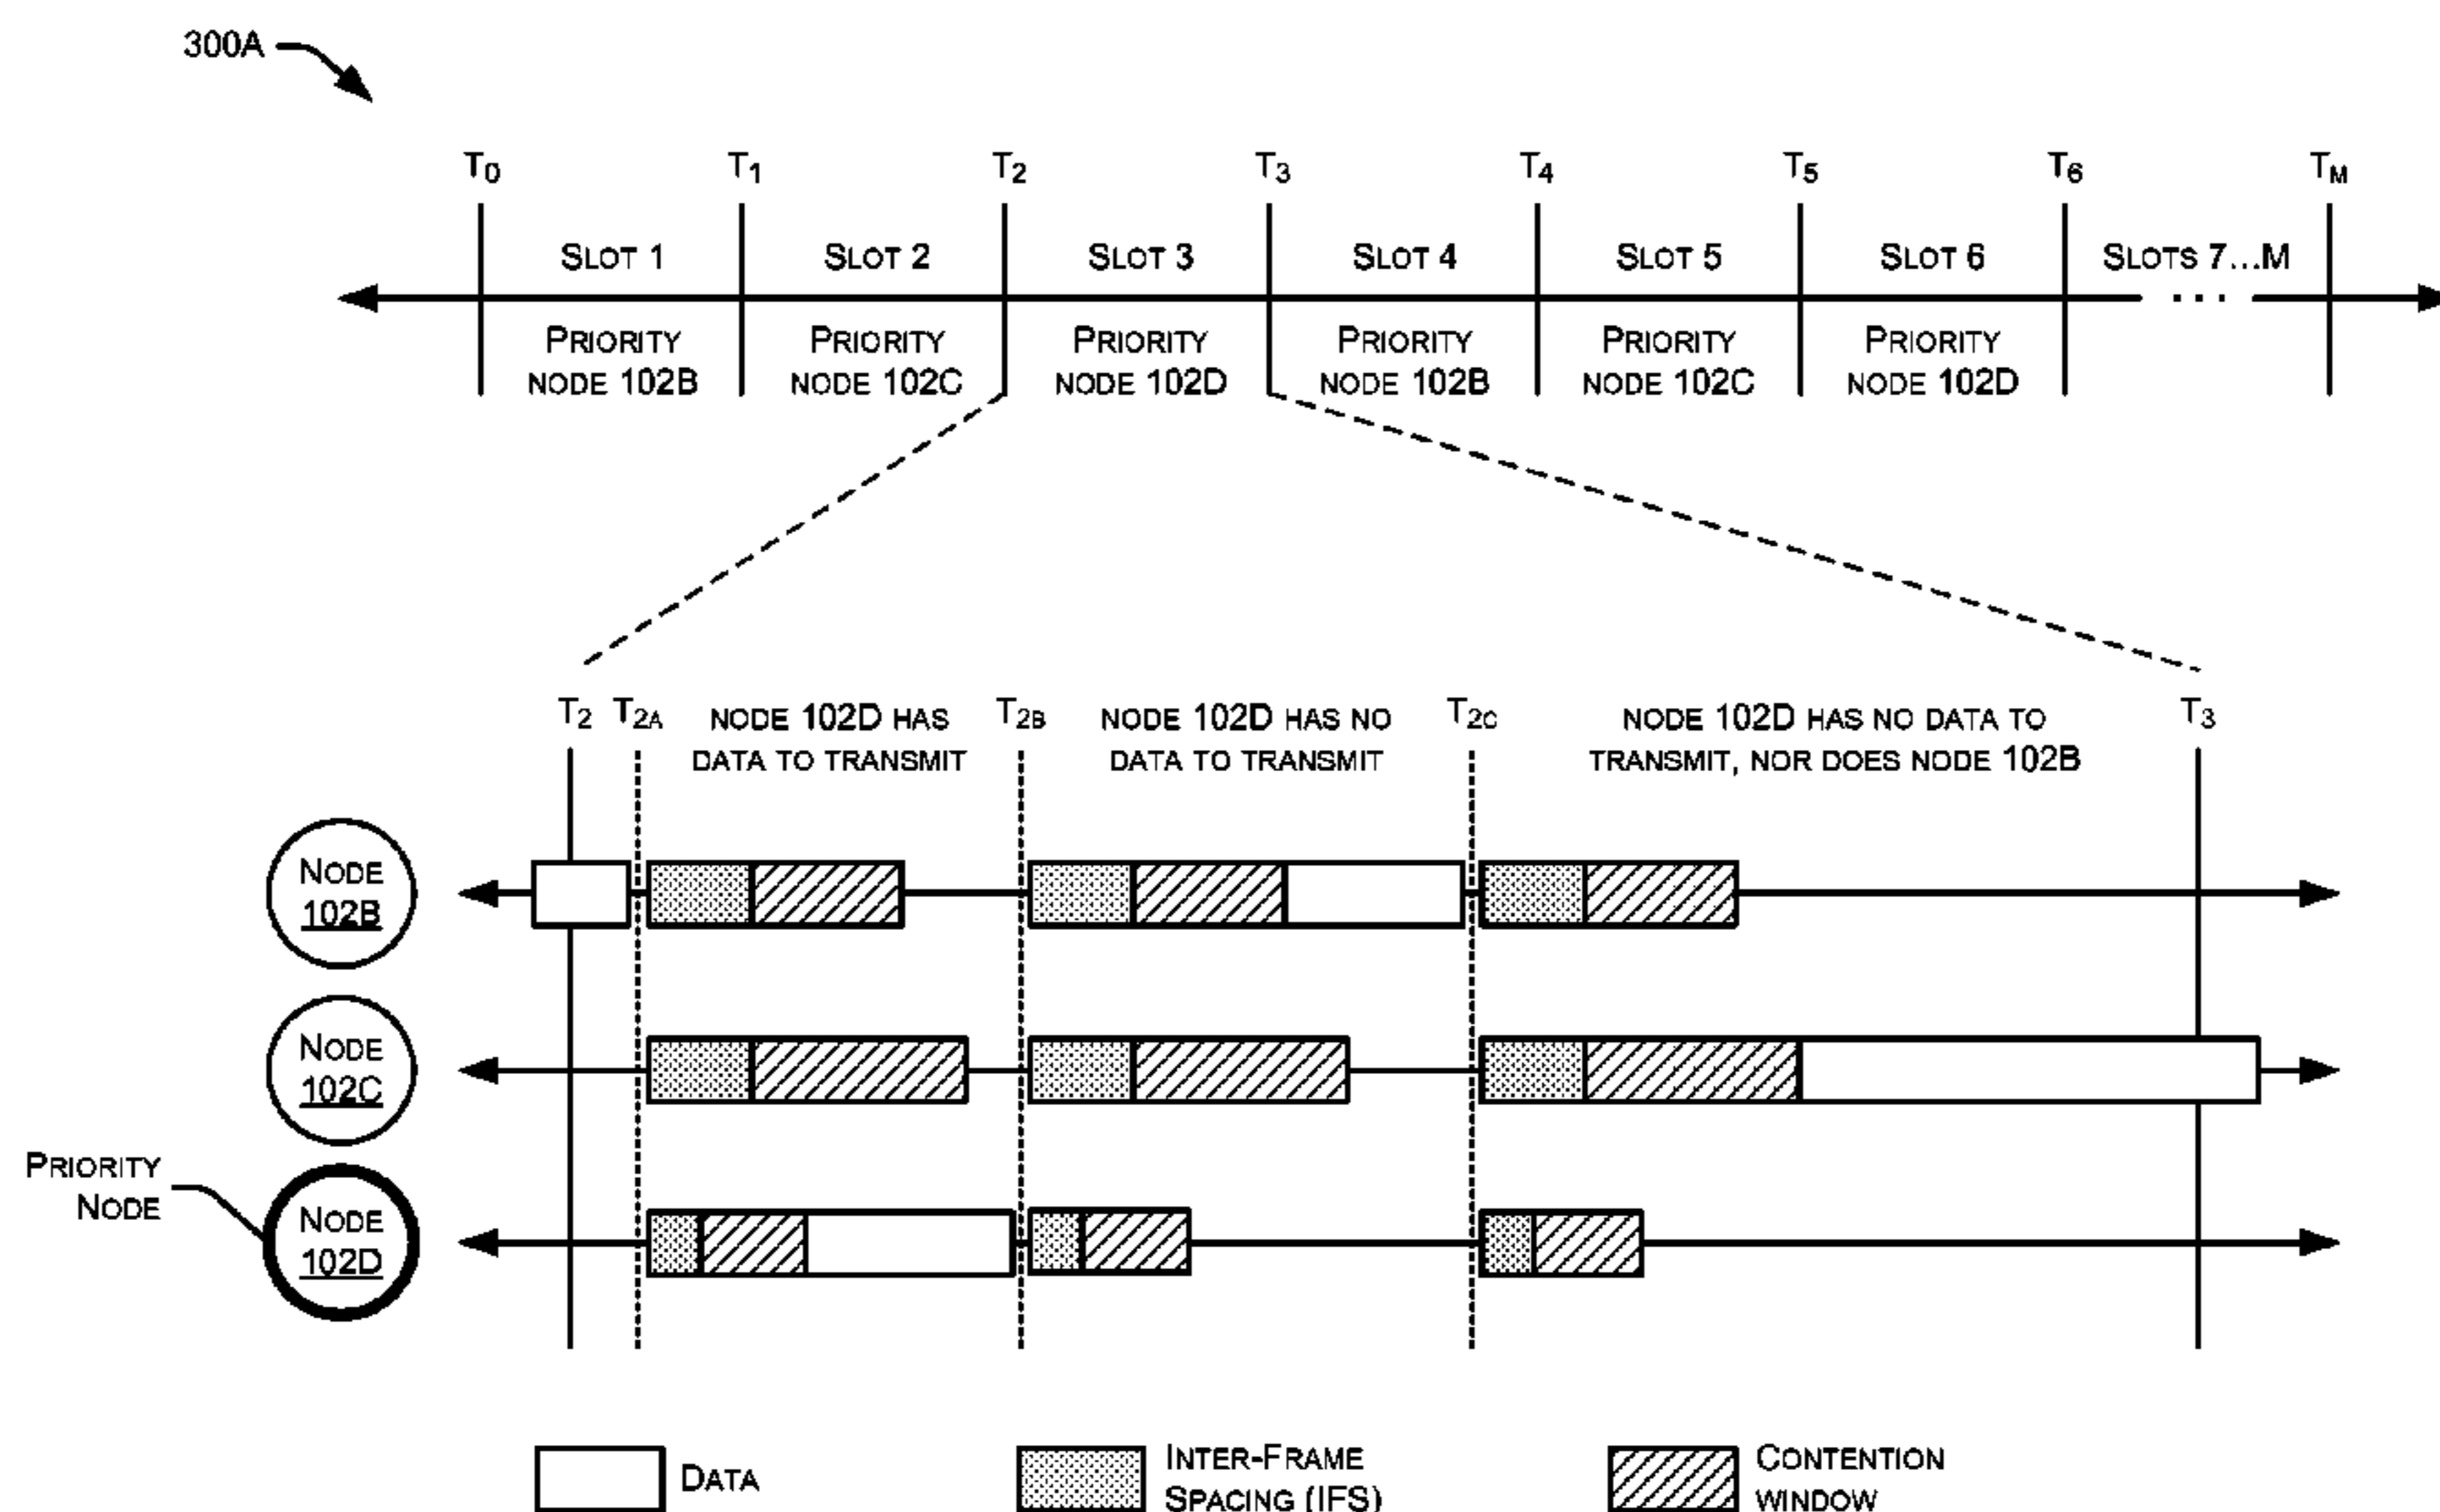 300A
T0 T1 T2 T3 T4 T5 T6 TM
SLOT 1 SLOT 2 SLOT 3 SLOT 4 SLOT 5 SLOT 6 SLOTS 7...M
PRIORITY PRIORITY PRIORITY PRIORITY PRIORITY PRIORITY
NODE 102B NODE 102C NODE 102D NODE 102B NODE 102C NODE 102D
T2 T2A NODE 102D HAS T2B NODE 102D HAS NO T2C NODE 102D HAS NO DATA TO T3
DATA TO TRANSMIT DATA TO TRANSMIT TRANSMIT, NOR DOES NODE 102B
NODE
102B
NODE
102C
PRIORITY
NODE
NODE
102D
DATA
INTER-FRAME
SPACING (IFS)
CONTENTION
WINDOW